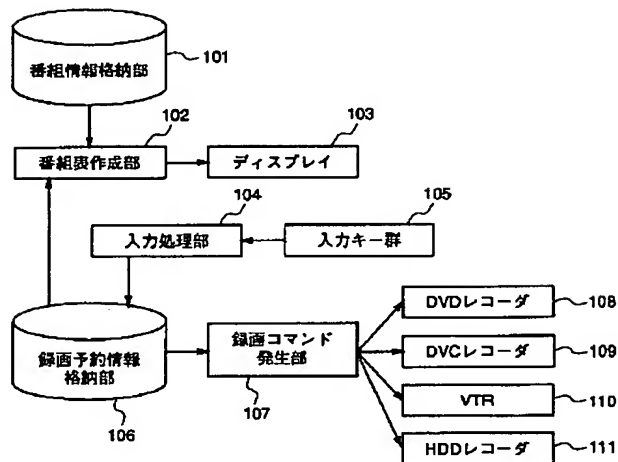 番組情報格納部
101
102
番組表作成部
103
ディスプレイ
104
入力処理部
105
入力キー群
録画予約情報
格納部
106
録画コマンド
発生部
107
DVDレコーダ
108
DVCレコーダ
109
VTR
110
HDDレコーダ
111